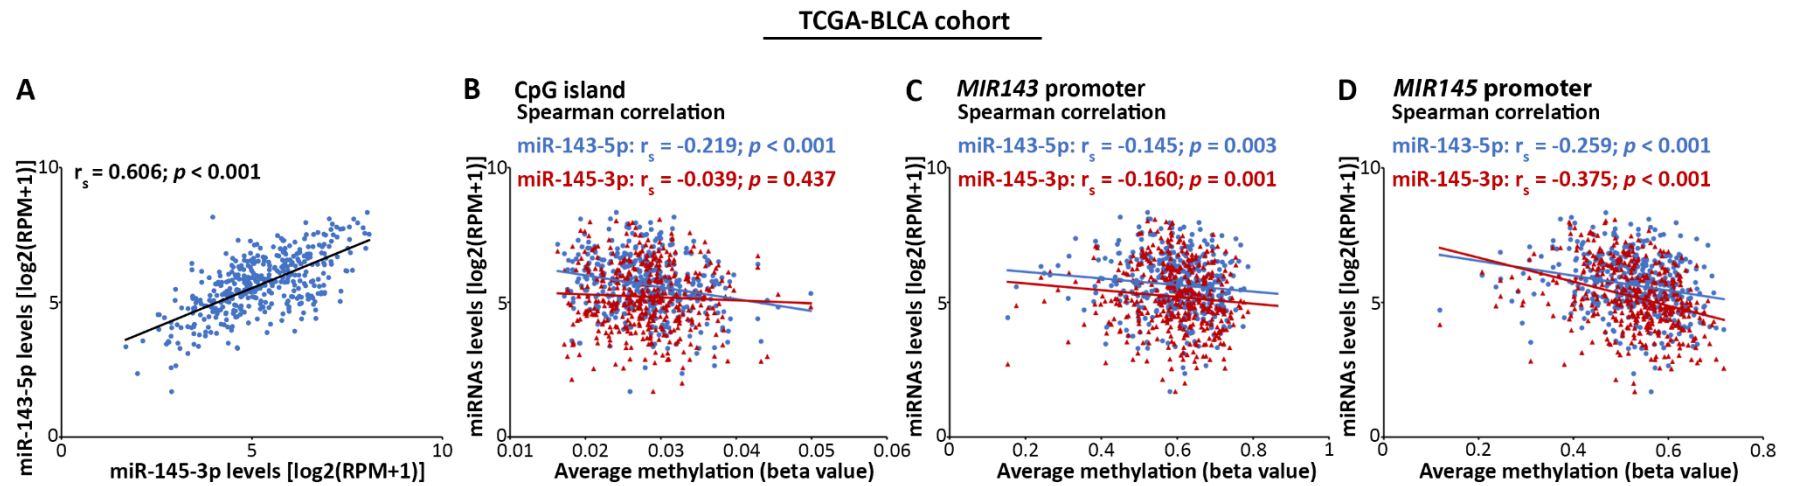 TCGA-BLCA cohort
A
rs = 0.606; p < 0.001
miR-143-5p levels [log2(RPM+1)]
10
5
0
0
5
10
miR-145-3p levels [log2(RPM+1)]
B
CpG island
Spearman correlation
miR-143-5p: rs = -0.219; p < 0.001
miR-145-3p: rs = -0.039; p = 0.437
miRNAs levels [log2(RPM+1)]
10
5
0
0.01
0.02
0.03
0.04
0.05
0.06
Average methylation (beta value)
C
MIR143 promoter
Spearman correlation
miR-143-5p: rs = -0.145; p = 0.003
miR-145-3p: rs = -0.160; p = 0.001
miRNAs levels [log2(RPM+1)]
10
5
0
0
0.2
0.4
0.6
0.8
1
Average methylation (beta value)
D
MIR145 promoter
Spearman correlation
miR-143-5p: rs = -0.259; p < 0.001
miR-145-3p: rs = -0.375; p < 0.001
miRNAs levels [log2(RPM+1)]
10
5
0
0
0.2
0.4
0.6
0.8
Average methylation (beta value)